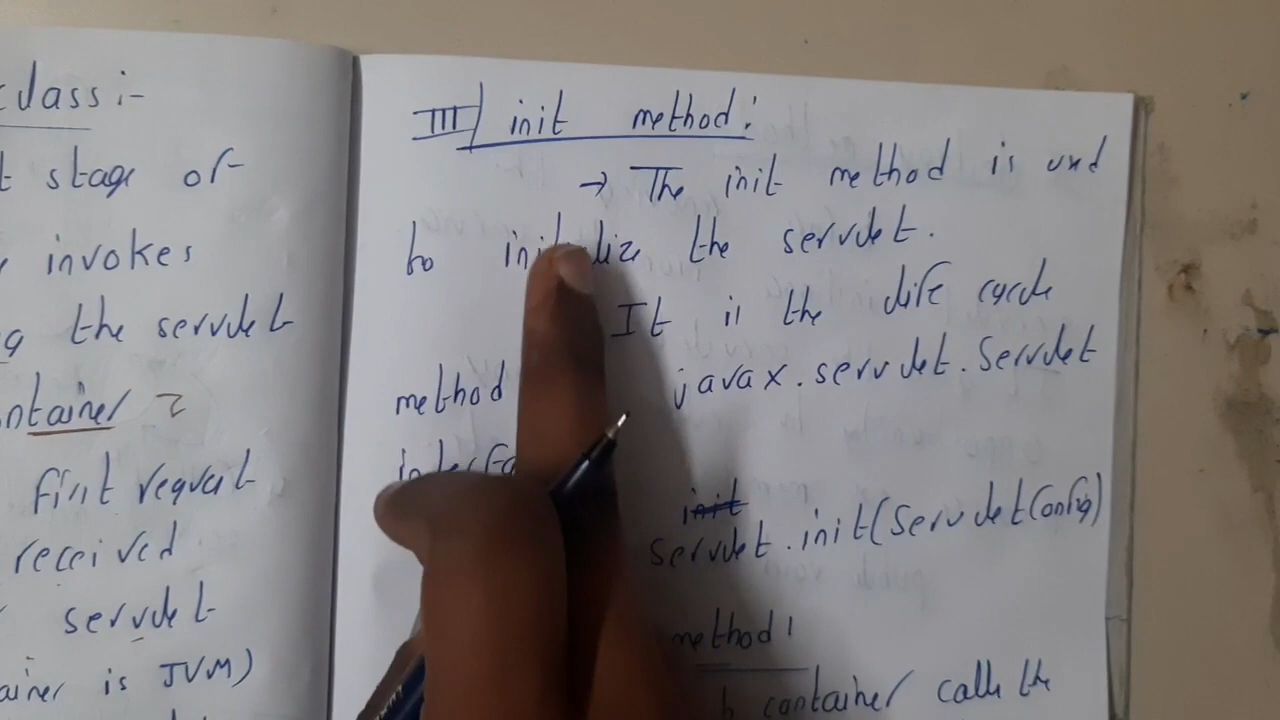 class:-
stage of
invokes
the servlet
container
first request
received
servlet
is JVM)
III) init method:
→ The init method is used
to initialize the servlet.
It is the life cycle
method javax.servlet.Servlet
init
servlet.init(ServletConfig)
method
container calls the